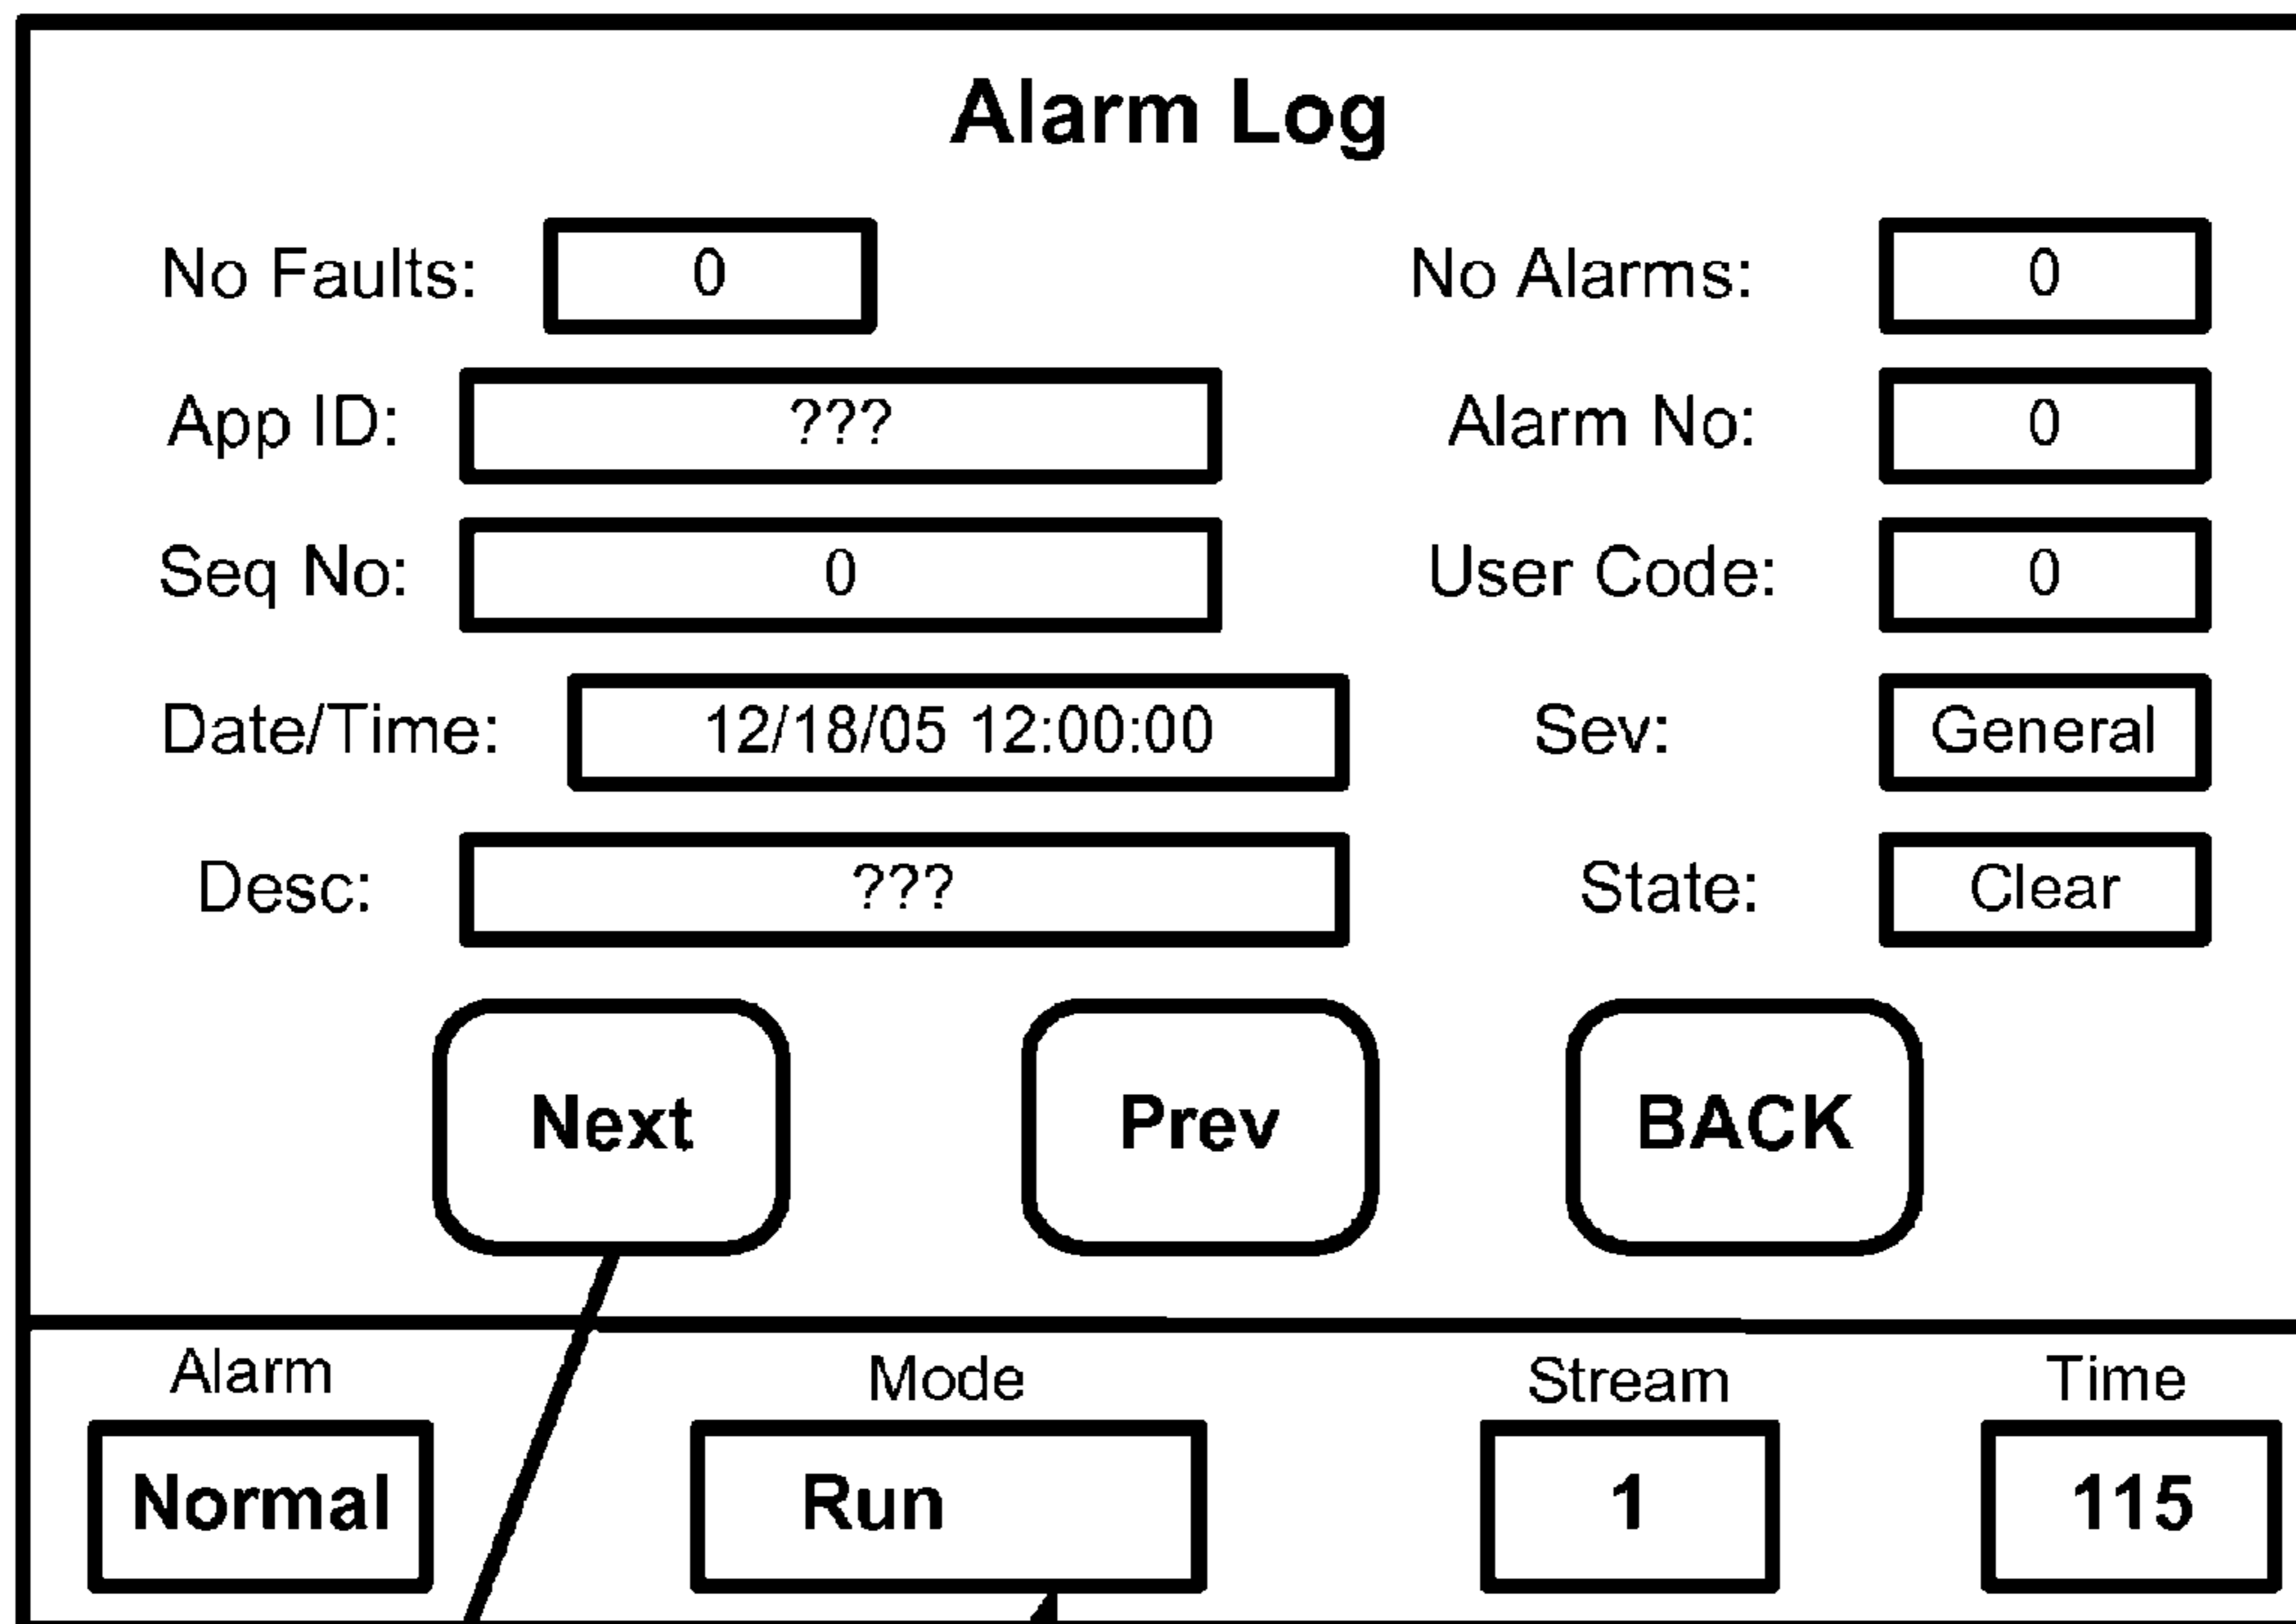 Alarm Log
No Faults: 0 No Alarms: 0
App ID: ??? Alarm No: 0
Seq No: 0 User Code: 0
Date/Time: 12/18/05 12:00:00 Sev: General
Desc: ??? State: Clear
Next Prev BACK
Alarm Mode Stream Time
Normal Run 1 115